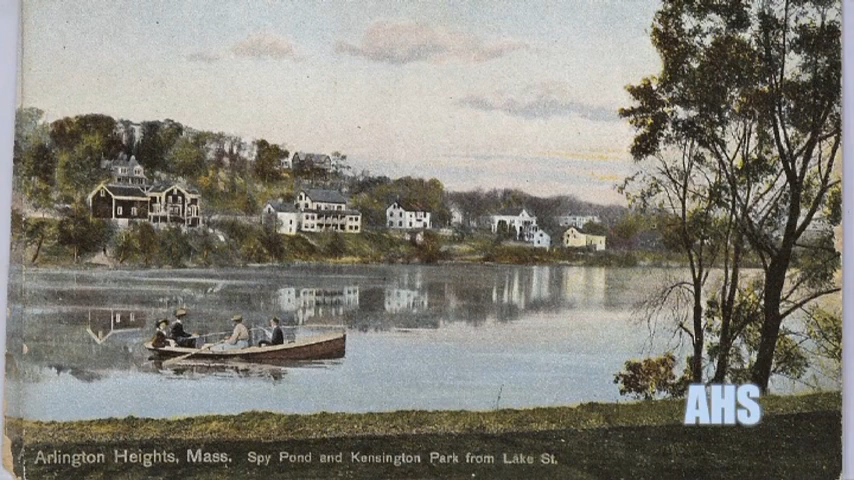 AHS
Arlington Heights, Mass. Spy Pond and Kensington Park from Lake St.